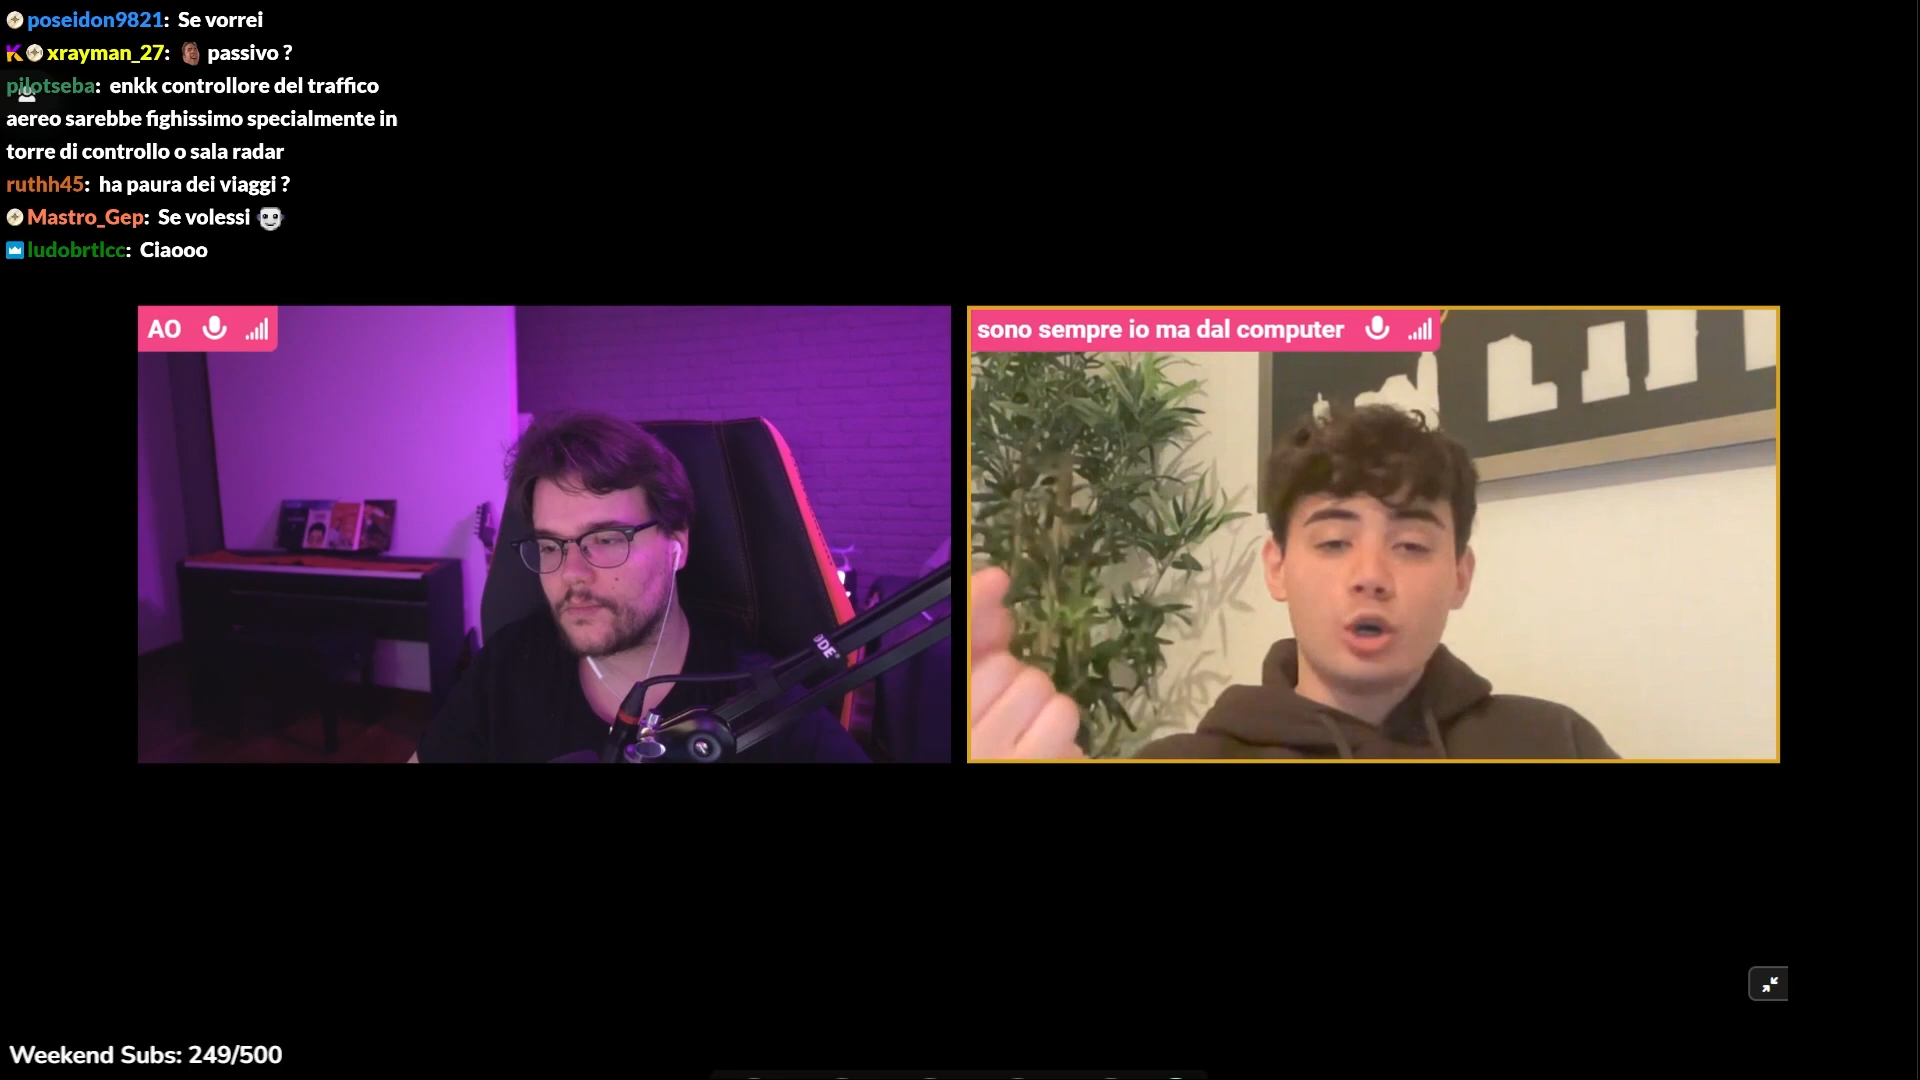 poseidon9821: Se vorrei
xrayman_27: passivo ?
pilotseba: enkk controllore del traffico
aereo sarebbe fighissimo specialmente in
torre di controllo o sala radar
ruthh45: ha paura dei viaggi ?
Mastro_Gep: Se volessi
ludobrtlcc: Ciaooo
AO
sono sempre io ma dal computer
Weekend Subs: 249/500